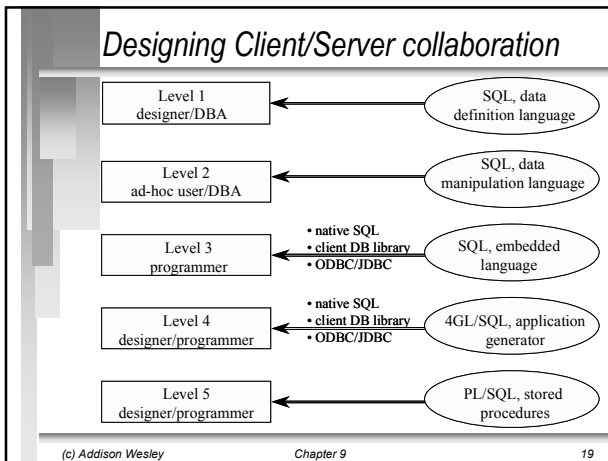 Designing Client/Server collaboration
Level 1
designer/DBA
SQL, data
definition language
Level 2
ad-hoc user/DBA
SQL, data
manipulation language
Level 3
programmer
• native SQL
• client DB library
• ODBC/JDBC
SQL, embedded
language
Level 4
designer/programmer
• native SQL
• client DB library
• ODBC/JDBC
4GL/SQL, application
generator
Level 5
designer/programmer
PL/SQL, stored
procedures
(c) Addison Wesley
Chapter 9
19